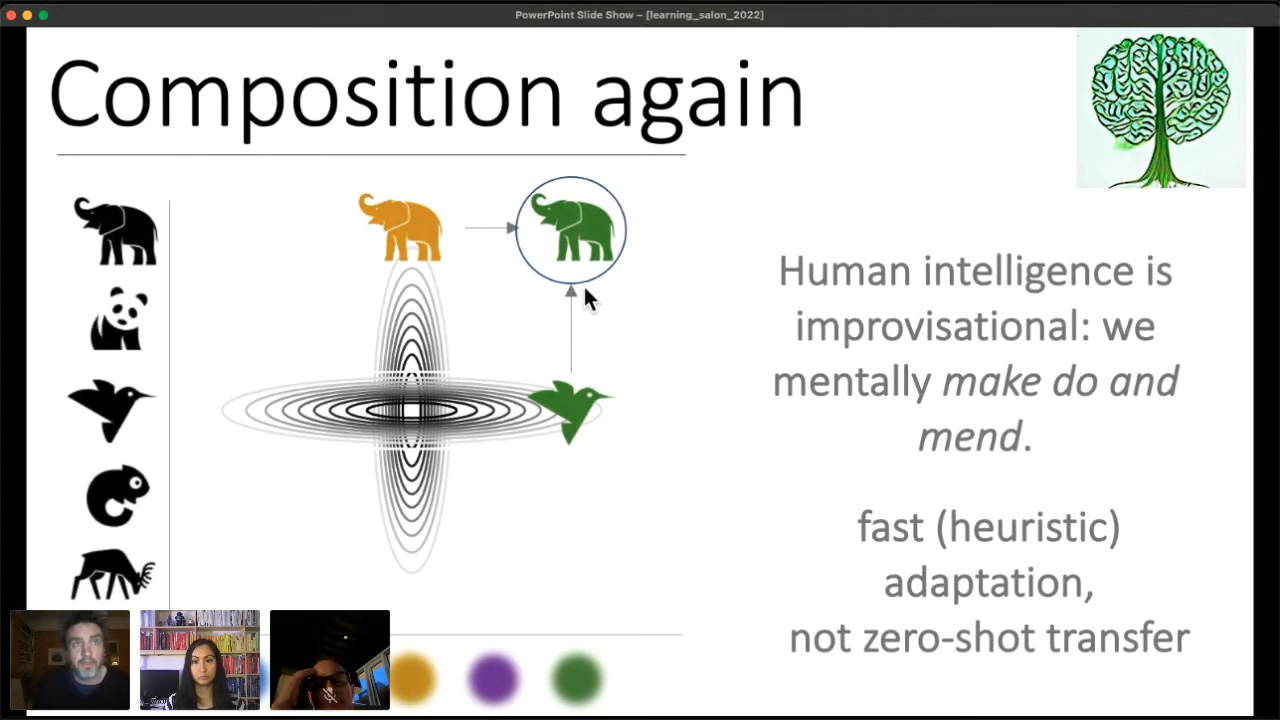 PowerPoint Slide Show – [learning_salon_2022]
Composition again
Human intelligence is
improvisational: we
mentally make do and
mend.
fast (heuristic)
adaptation,
not zero-shot transfer